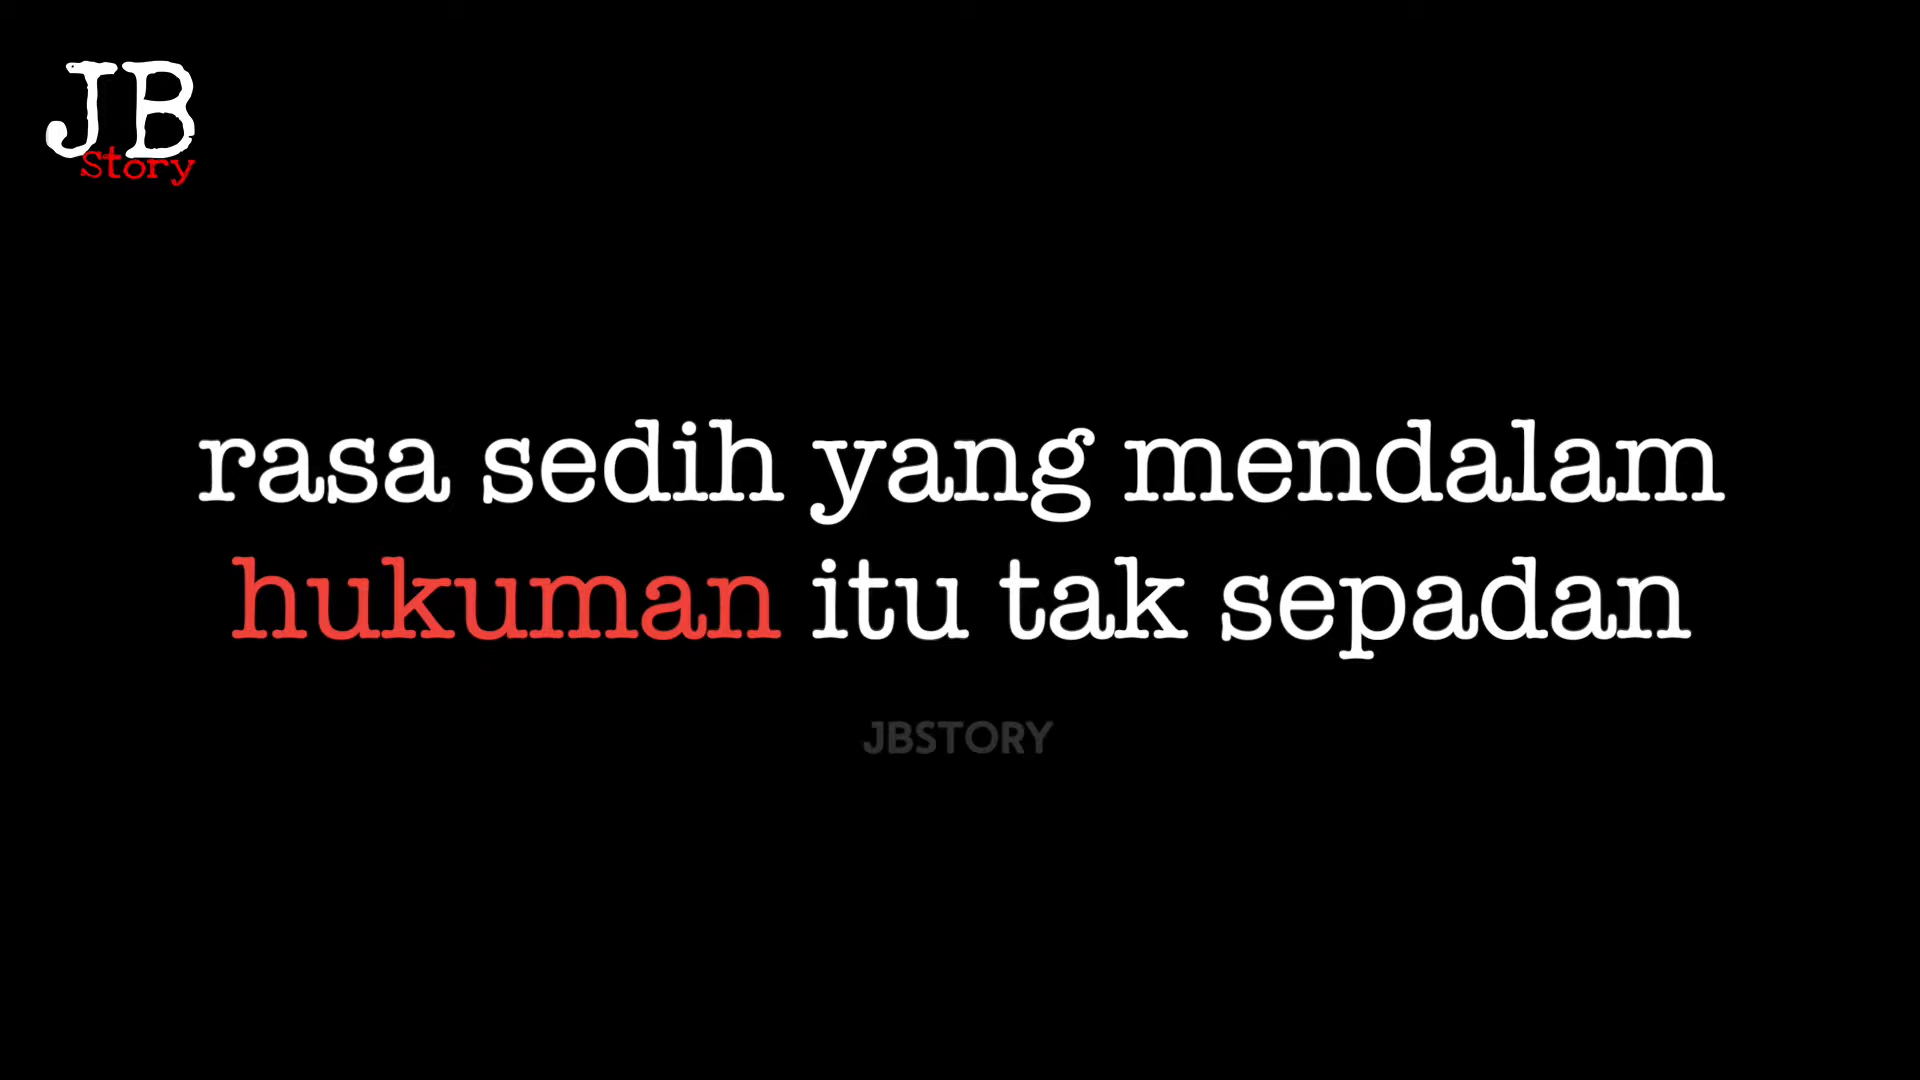 JB
Story
rasa sedih yang mendalam
hukuman itu tak sepadan
JBSTORY